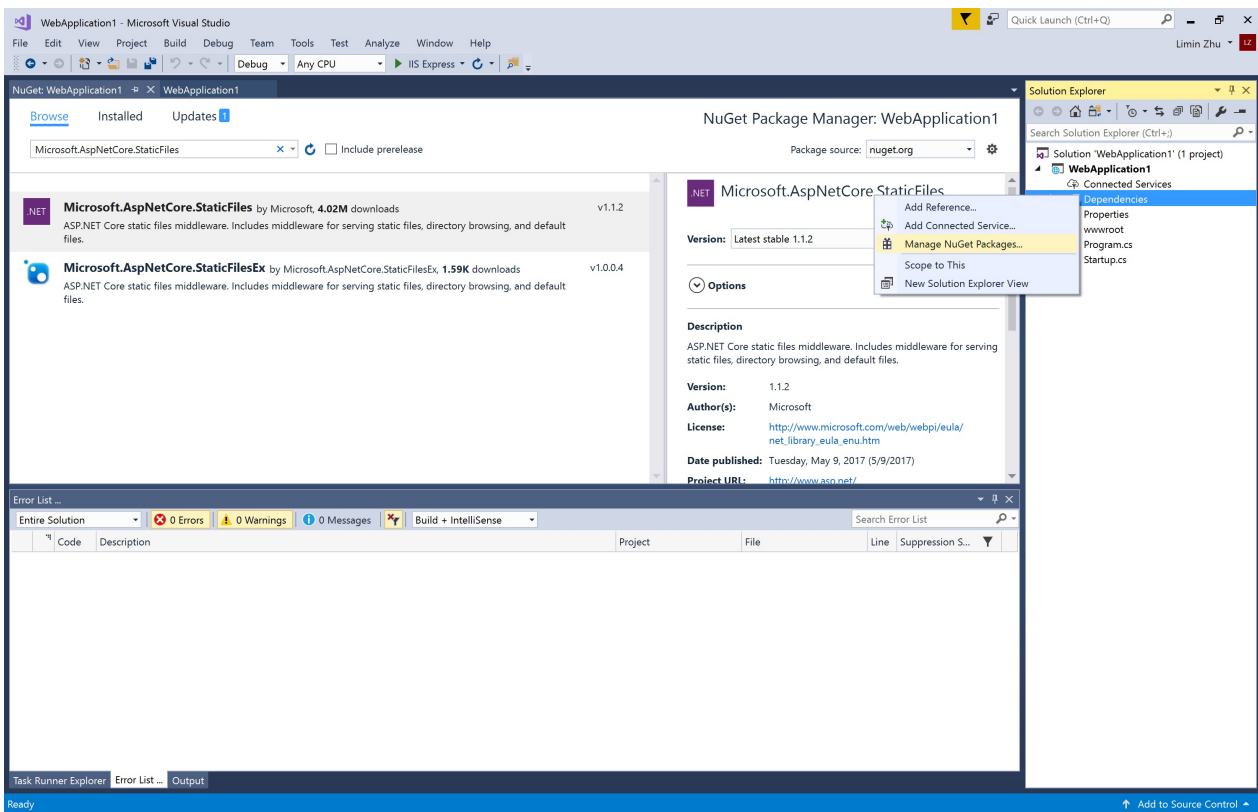 WebApplication1 - Microsoft Visual Studio
Quick Launch (Ctrl+Q)
File Edit View Project Build Debug Team Tools Test Analyze Window Help
Limin Zhu LZ
Debug Any CPU IIS Express
NuGet: WebApplication1 WebApplication1
Browse Installed Updates 1
NuGet Package Manager: WebApplication1
Microsoft.AspNetCore.StaticFiles Include prerelease
Package source: nuget.org
.NET Microsoft.AspNetCore.StaticFiles by Microsoft, 4.02M downloads v1.1.2
ASP.NET Core static files middleware. Includes middleware for serving static files, directory browsing, and default
files.
Microsoft.AspNetCore.StaticFilesEx by Microsoft.AspNetCore.StaticFilesEx, 1.59K downloads v1.0.0.4
ASP.NET Core static files middleware. Includes middleware for serving static files, directory browsing, and default
files.
.NET Microsoft.AspNetCore.StaticFiles
Version: Latest stable 1.1.2
Options
Description
ASP.NET Core static files middleware. Includes middleware for serving
static files, directory browsing, and default files.
Version: 1.1.2
Author(s): Microsoft
License: http://www.microsoft.com/web/webpi/eula/
net_library_eula_enu.htm
Date published: Tuesday, May 9, 2017 (5/9/2017)
Project URL: http://www.asp.net/
Add Reference...
Add Connected Service...
Manage NuGet Packages...
Scope to This
New Solution Explorer View
Solution Explorer
Search Solution Explorer (Ctrl+;)
Solution 'WebApplication1' (1 project)
WebApplication1
Connected Services
Dependencies
Properties
wwwroot
Program.cs
Startup.cs
Error List ...
Entire Solution 0 Errors 0 Warnings 0 Messages Build + IntelliSense
Search Error List
Code Description Project File Line Suppression S...
Task Runner Explorer Error List ... Output
Ready
Add to Source Control